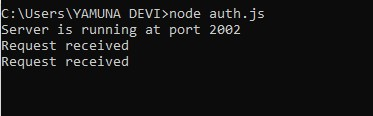 C:\Users\YAMUNA DEVI>node auth.js
Server is running at port 2002
Request received
Request received